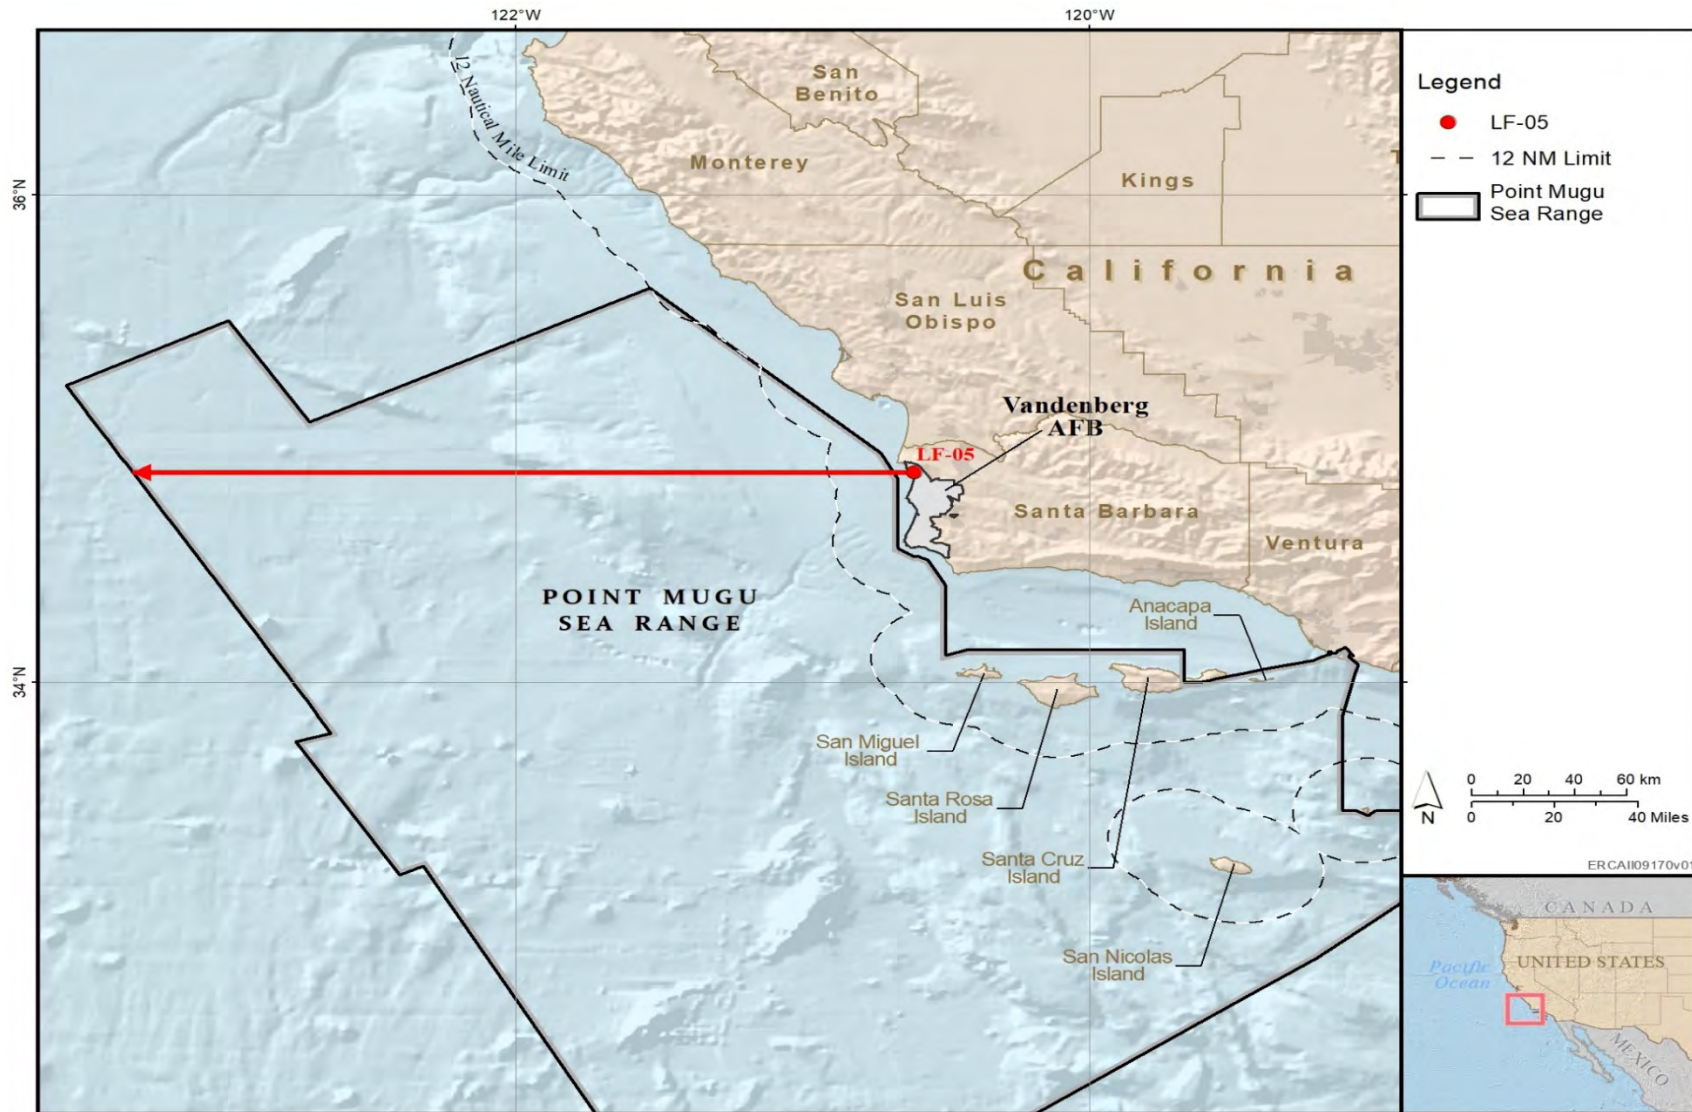 122°W
120°W
36°N
34°N
12 Nautical Mile Limit
San
Benito
Monterey
Kings
T
California
San Luis
Obispo
Vandenberg
AFB
LF-05
Santa Barbara
Ventura
POINT MUGU
SEA RANGE
Anacapa
Island
San Miguel
Island
Santa Rosa
Island
Santa Cruz
Island
San Nicolas
Island
Legend
LF-05
12 NM Limit
Point Mugu
Sea Range
0 20 40 60 km
N
0 20 40 Miles
ERCAII09170v01
CANADA
UNITED STATES
Pacific
Ocean
MEXICO